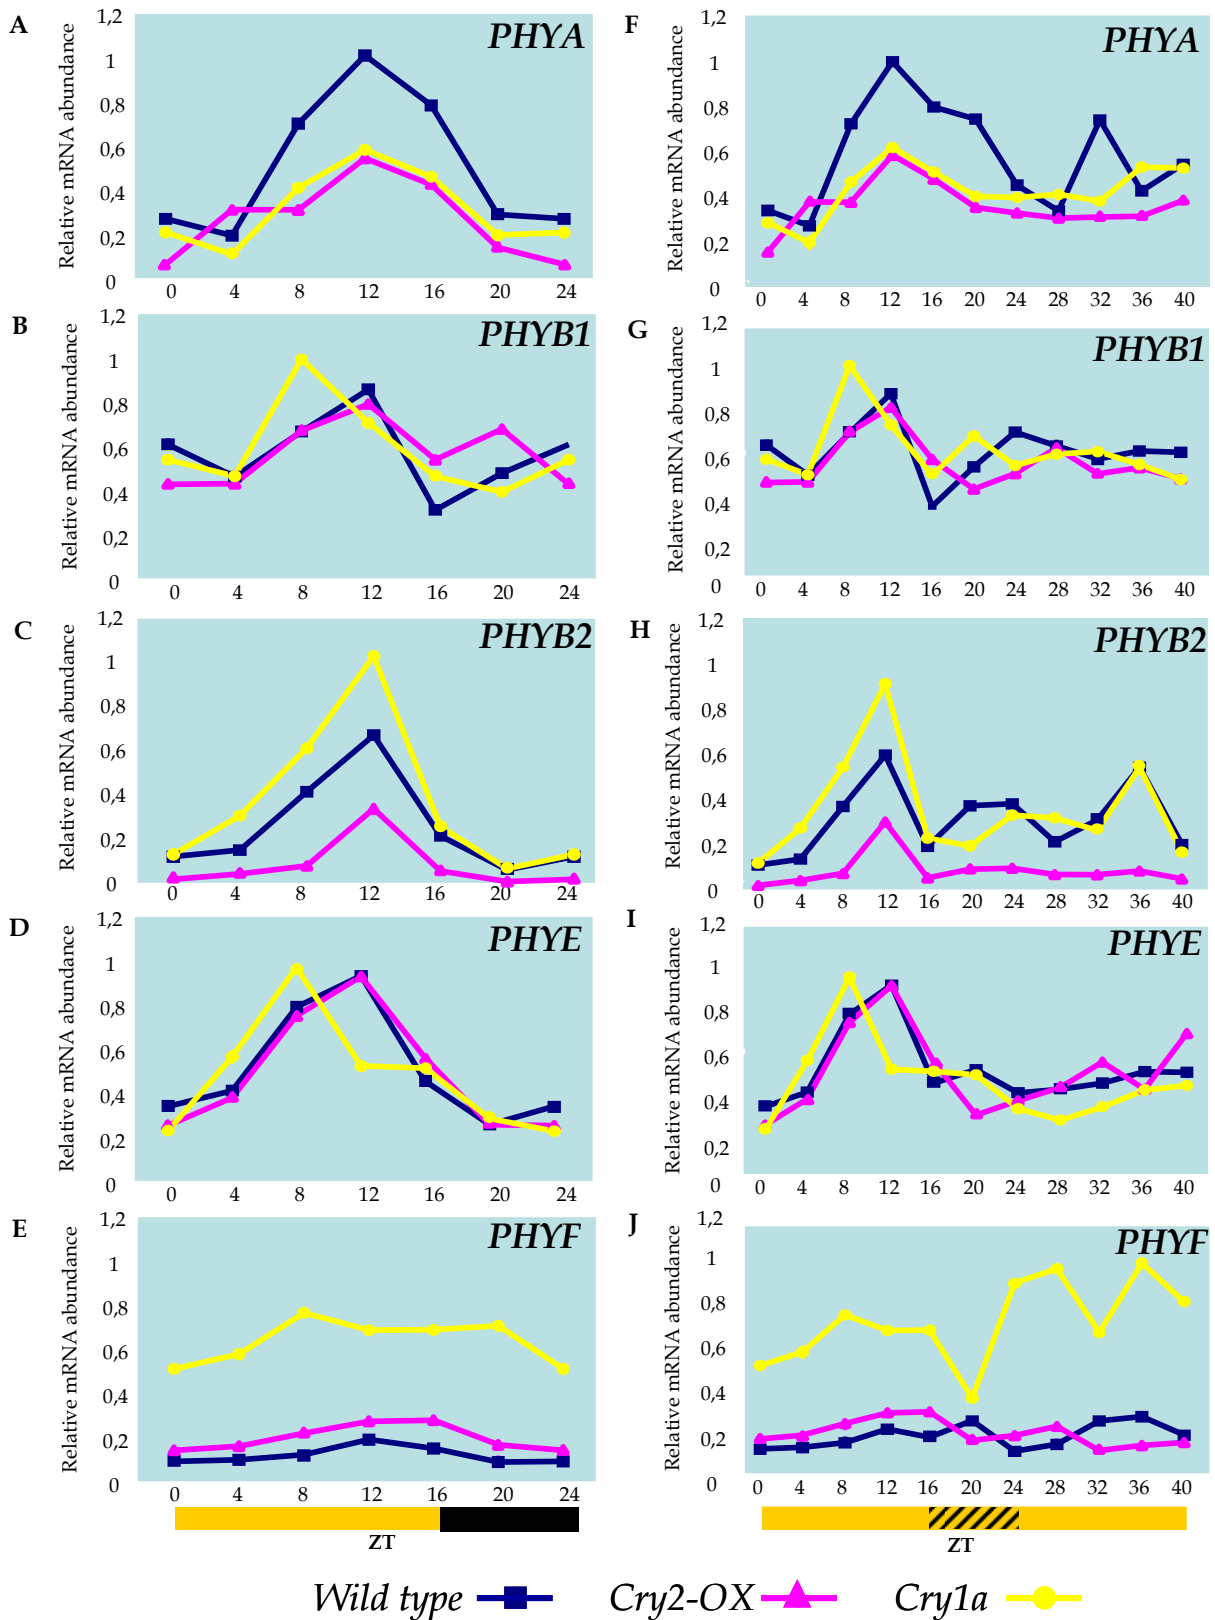 A
PHYA
Relative mRNA abundance
1,2
1
0,8
0,6
0,4
0,2
0
0 4 8 12 16 20 24
F
PHYA
Relative mRNA abundance
1,2
1
0,8
0,6
0,4
0,2
0
0 4 8 12 16 20 24 28 32 36 40
B
PHYB1
Relative mRNA abundance
1,2
1
0,8
0,6
0,4
0,2
0
0 4 8 12 16 20 24
G
PHYB1
Relative mRNA abundance
1,2
1
0,8
0,6
0,4
0,2
0
0 4 8 12 16 20 24 28 32 36 40
C
PHYB2
Relative mRNA abundance
1,2
1
0,8
0,6
0,4
0,2
0
0 4 8 12 16 20 24
H
PHYB2
Relative mRNA abundance
1,2
1
0,8
0,6
0,4
0,2
0
0 4 8 12 16 20 24 28 32 36 40
D
PHYE
Relative mRNA abundance
1,2
1
0,8
0,6
0,4
0,2
0
0 4 8 12 16 20 24
I
PHYE
Relative mRNA abundance
1,2
1
0,8
0,6
0,4
0,2
0
0 4 8 12 16 20 24 28 32 36 40
E
PHYF
Relative mRNA abundance
1,2
1
0,8
0,6
0,4
0,2
0
0 4 8 12 16 20 24
ZT
J
PHYF
Relative mRNA abundance
1,2
1
0,8
0,6
0,4
0,2
0
0 4 8 12 16 20 24 28 32 36 40
ZT
Wild type Cry2-OX Cry1a